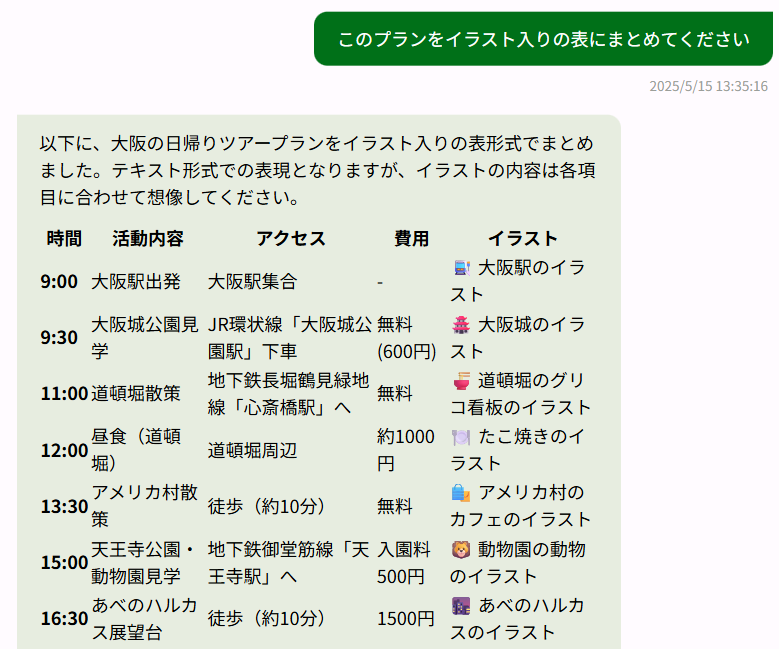 このプランをイラスト入りの表にまとめてください
2025/5/15 13:35:16
以下に、大阪の日帰りツアープランをイラスト入りの表形式でまとめ
ました。テキスト形式での表現となりますが、イラストの内容は各項
目に合わせて想像してください。
時間 活動内容 アクセス 費用 イラスト
9:00 大阪駅出発 大阪駅集合 - 大阪駅のイラ
スト
9:30 大阪城公園見 JR環状線「大阪城公 無料 大阪城のイラ
学 園駅」下車 (600円) スト
11:00 道頓堀散策 地下鉄長堀鶴見緑地 無料 道頓堀のグリ
線「心斎橋駅」へ コ看板のイラスト
12:00 昼食（道頓 道頓堀周辺 約1000 たこ焼きのイ
堀） 円 ラスト
13:30 アメリカ村散 徒歩（約10分） 無料 アメリカ村の
策 カフェのイラスト
15:00 天王寺公園・ 地下鉄御堂筋線「天 入園料 動物園の動物
動物園見学 王寺駅」へ 500円 のイラスト
16:30 あべのハルカ 徒歩（約10分） 1500円 あべのハルカ
ス展望台 スのイラスト